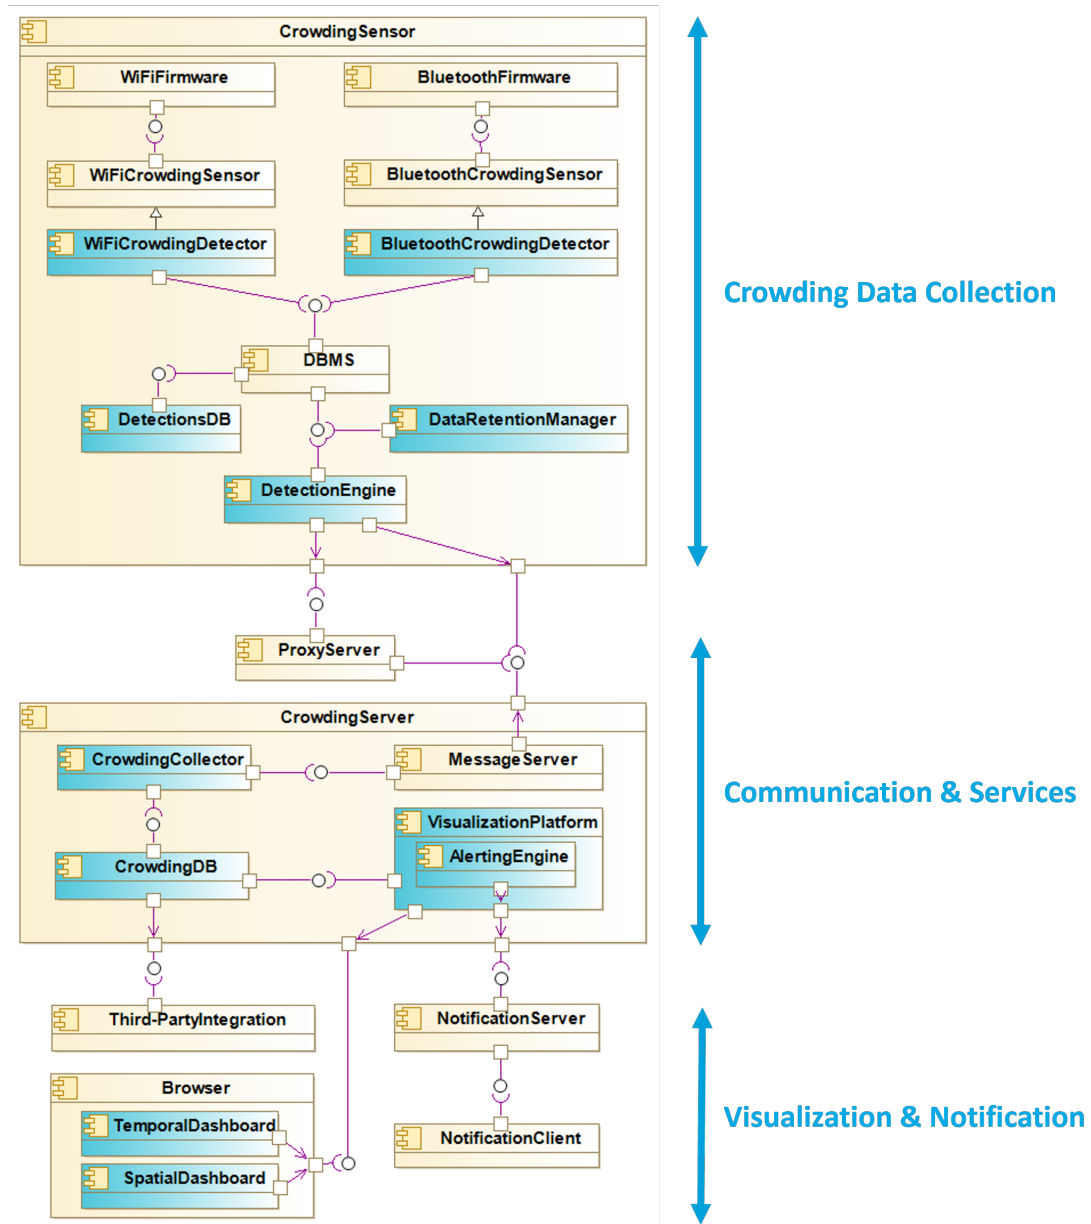 CrowdingSensor
WiFiFirmware
BluetoothFirmware
WiFiCrowdingSensor
BluetoothCrowdingSensor
WiFiCrowdingDetector
BluetoothCrowdingDetector
Crowding Data Collection
DBMS
DetectionsDB
DataRetentionManager
DetectionEngine
ProxyServer
CrowdingServer
CrowdingCollector
MessageServer
Communication & Services
VisualizationPlatform
AlertingEngine
CrowdingDB
Third-PartyIntegration
NotificationServer
Browser
TemporalDashboard
Visualization & Notification
NotificationClient
SpatialDashboard